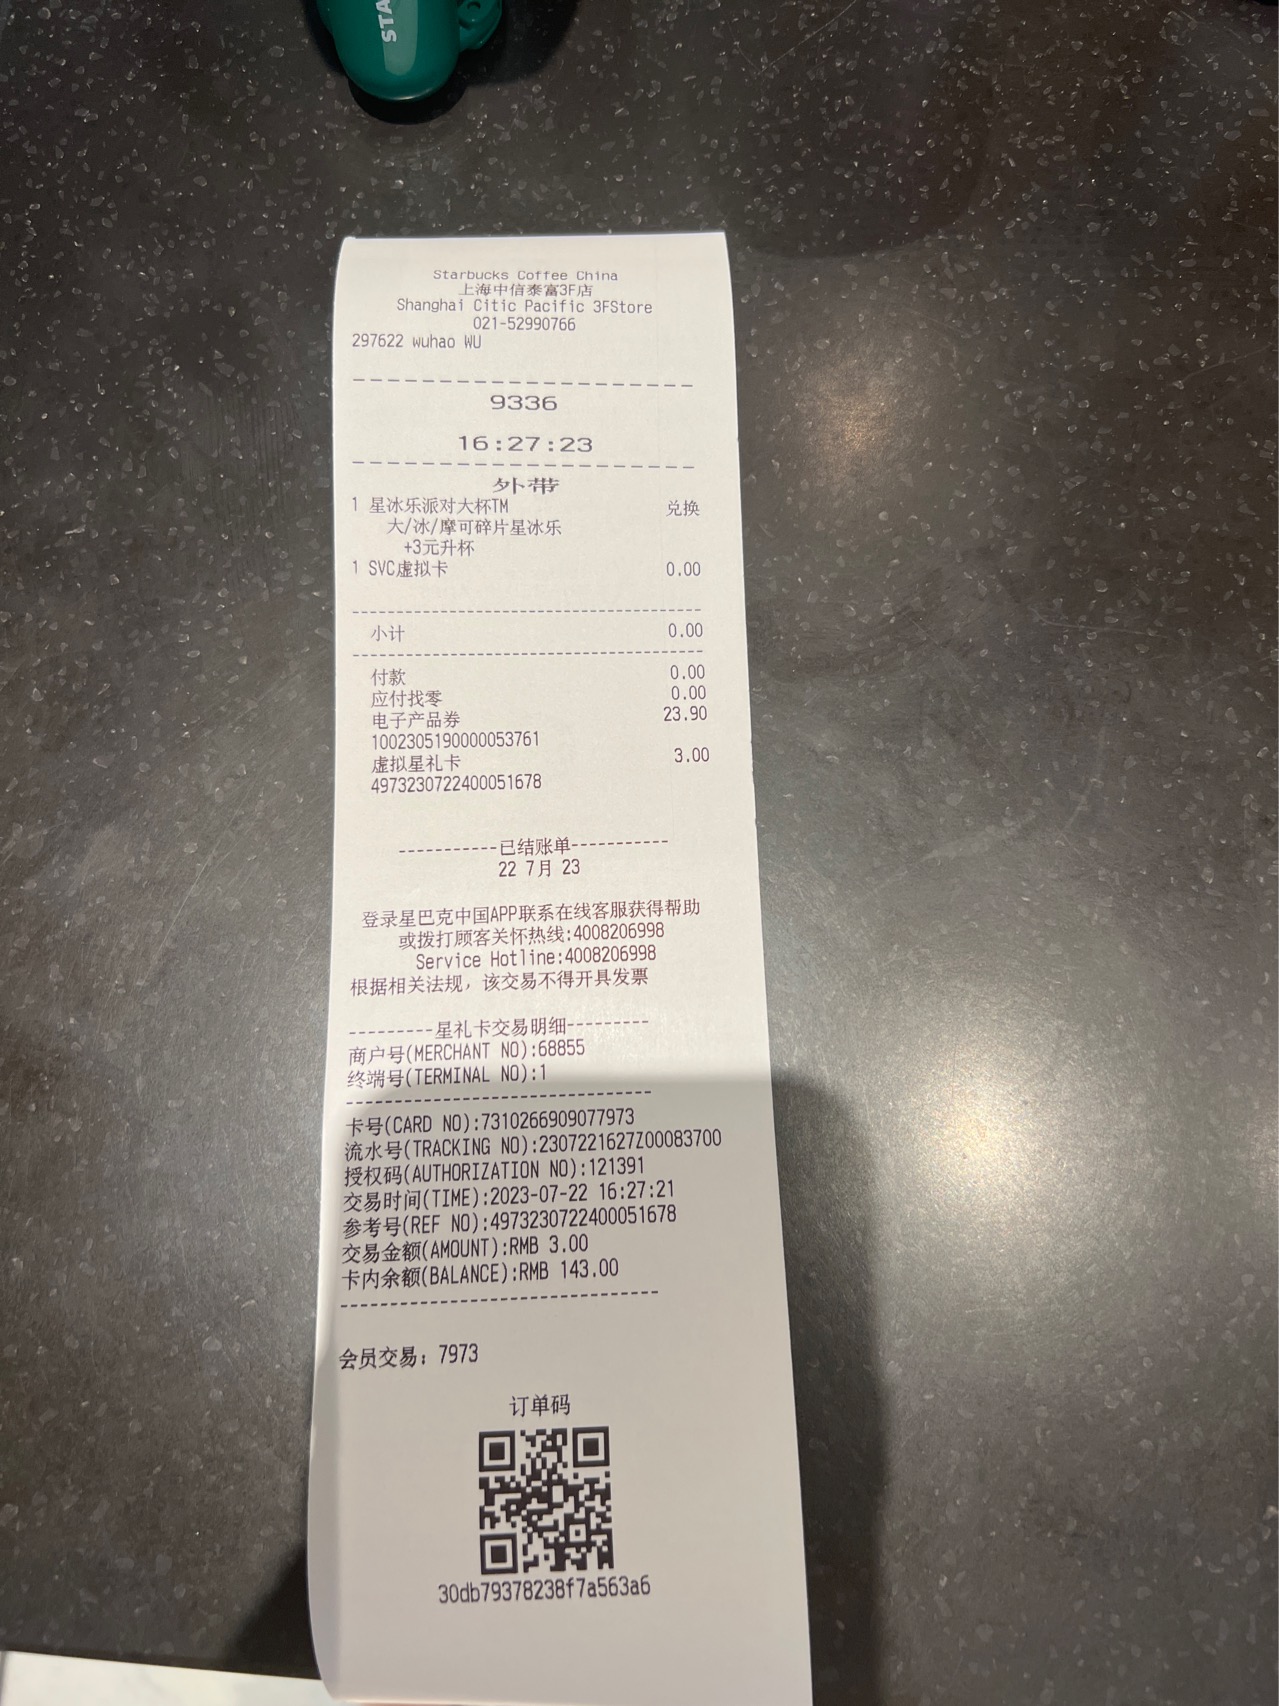 STA
Starbucks Coffee China
上海中信泰富3F店
Shanghai Citic Pacific 3FStore
021-52990766
297622 wuhao WU
9336
16:27:23
外带
1 星冰乐派对大杯TM 兑换
大/冰/摩可碎片星冰乐
+3元升杯
1 SVC虚拟卡 0.00
小计 0.00
付款 0.00
应付找零 0.00
电子产品券 23.90
1002305190000053761
虚拟星礼卡 3.00
4973230722400051678
-----------已结账单-----------
22 7月 23
登录星巴克中国APP联系在线客服获得帮助
或拨打顾客关怀热线:4008206998
Service Hotline:4008206998
根据相关法规，该交易不得开具发票
---------星礼卡交易明细---------
商户号(MERCHANT NO):68855
终端号(TERMINAL NO):1
卡号(CARD NO):7310266909077973
流水号(TRACKING NO):2307221627Z00083700
授权码(AUTHORIZATION NO):121391
交易时间(TIME):2023-07-22 16:27:21
参考号(REF NO):4973230722400051678
交易金额(AMOUNT):RMB 3.00
卡内余额(BALANCE):RMB 143.00
会员交易：7973
订单码
30db79378238f7a563a6